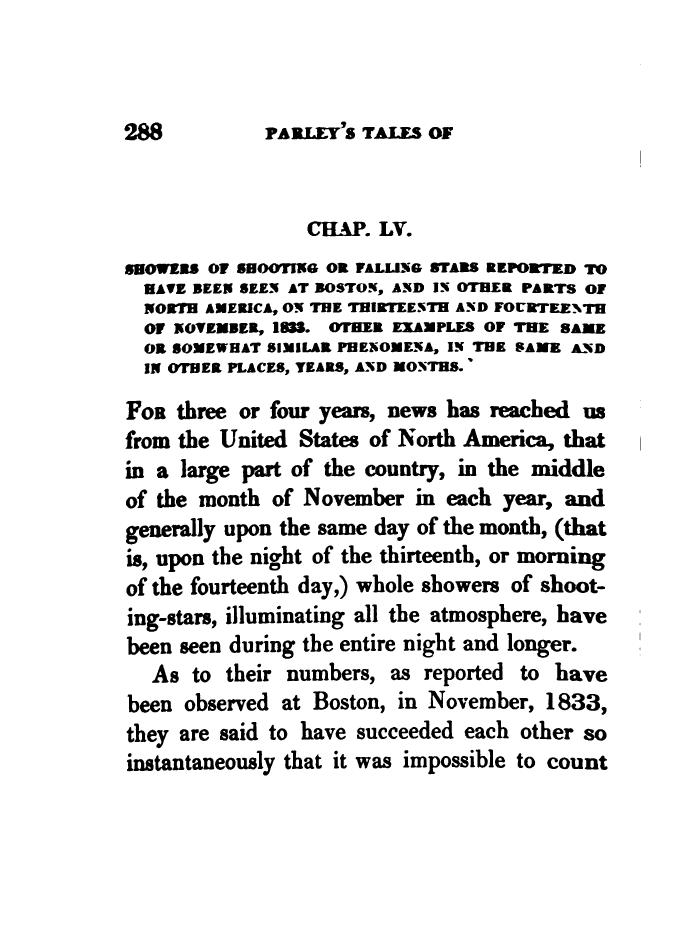 288 PARLEY'S TALES OF
CHAP. LV.
SHOWERS OF SHOOTING OR FALLING STARS REPORTED TO
HAVE BEEN SEEN AT BOSTON, AND IN OTHER PARTS OF
NORTH AMERICA, ON THE THIRTEENTH AND FOURTEENTH
OF NOVEMBER, 1833. OTHER EXAMPLES OF THE SAME
OR SOMEWHAT SIMILAR PHENOMENA, IN THE SAME AND
IN OTHER PLACES, YEARS, AND MONTHS.
FOR three or four years, news has reached us
from the United States of North America, that
in a large part of the country, in the middle
of the month of November in each year, and
generally upon the same day of the month, (that
is, upon the night of the thirteenth, or morning
of the fourteenth day,) whole showers of shoot-
ing-stars, illuminating all the atmosphere, have
been seen during the entire night and longer.
As to their numbers, as reported to have
been observed at Boston, in November, 1833,
they are said to have succeeded each other so
instantaneously that it was impossible to count